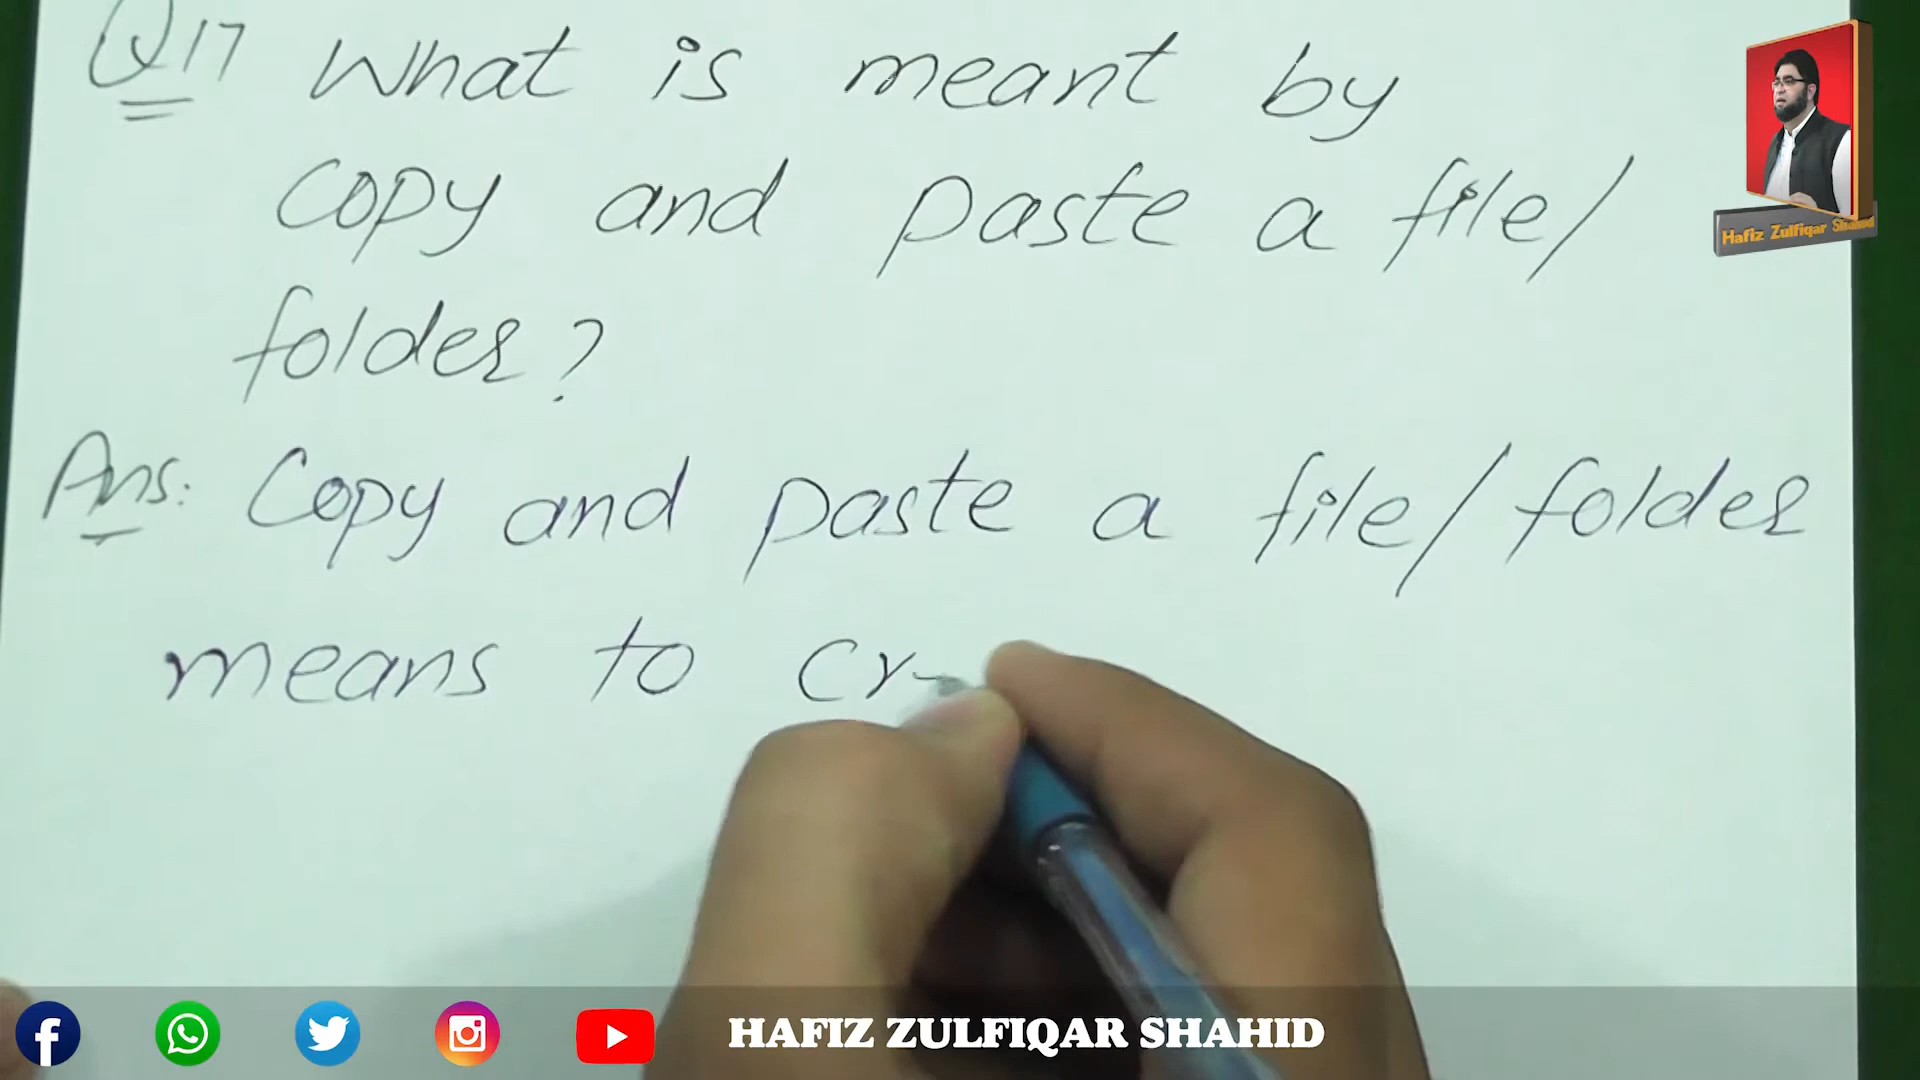 Q17 What is meant by
copy and paste a file/
folder?
Ans: Copy and paste a file/folder
means to cr
Hafiz Zulfiqar Shahid
HAFIZ ZULFIQAR SHAHID